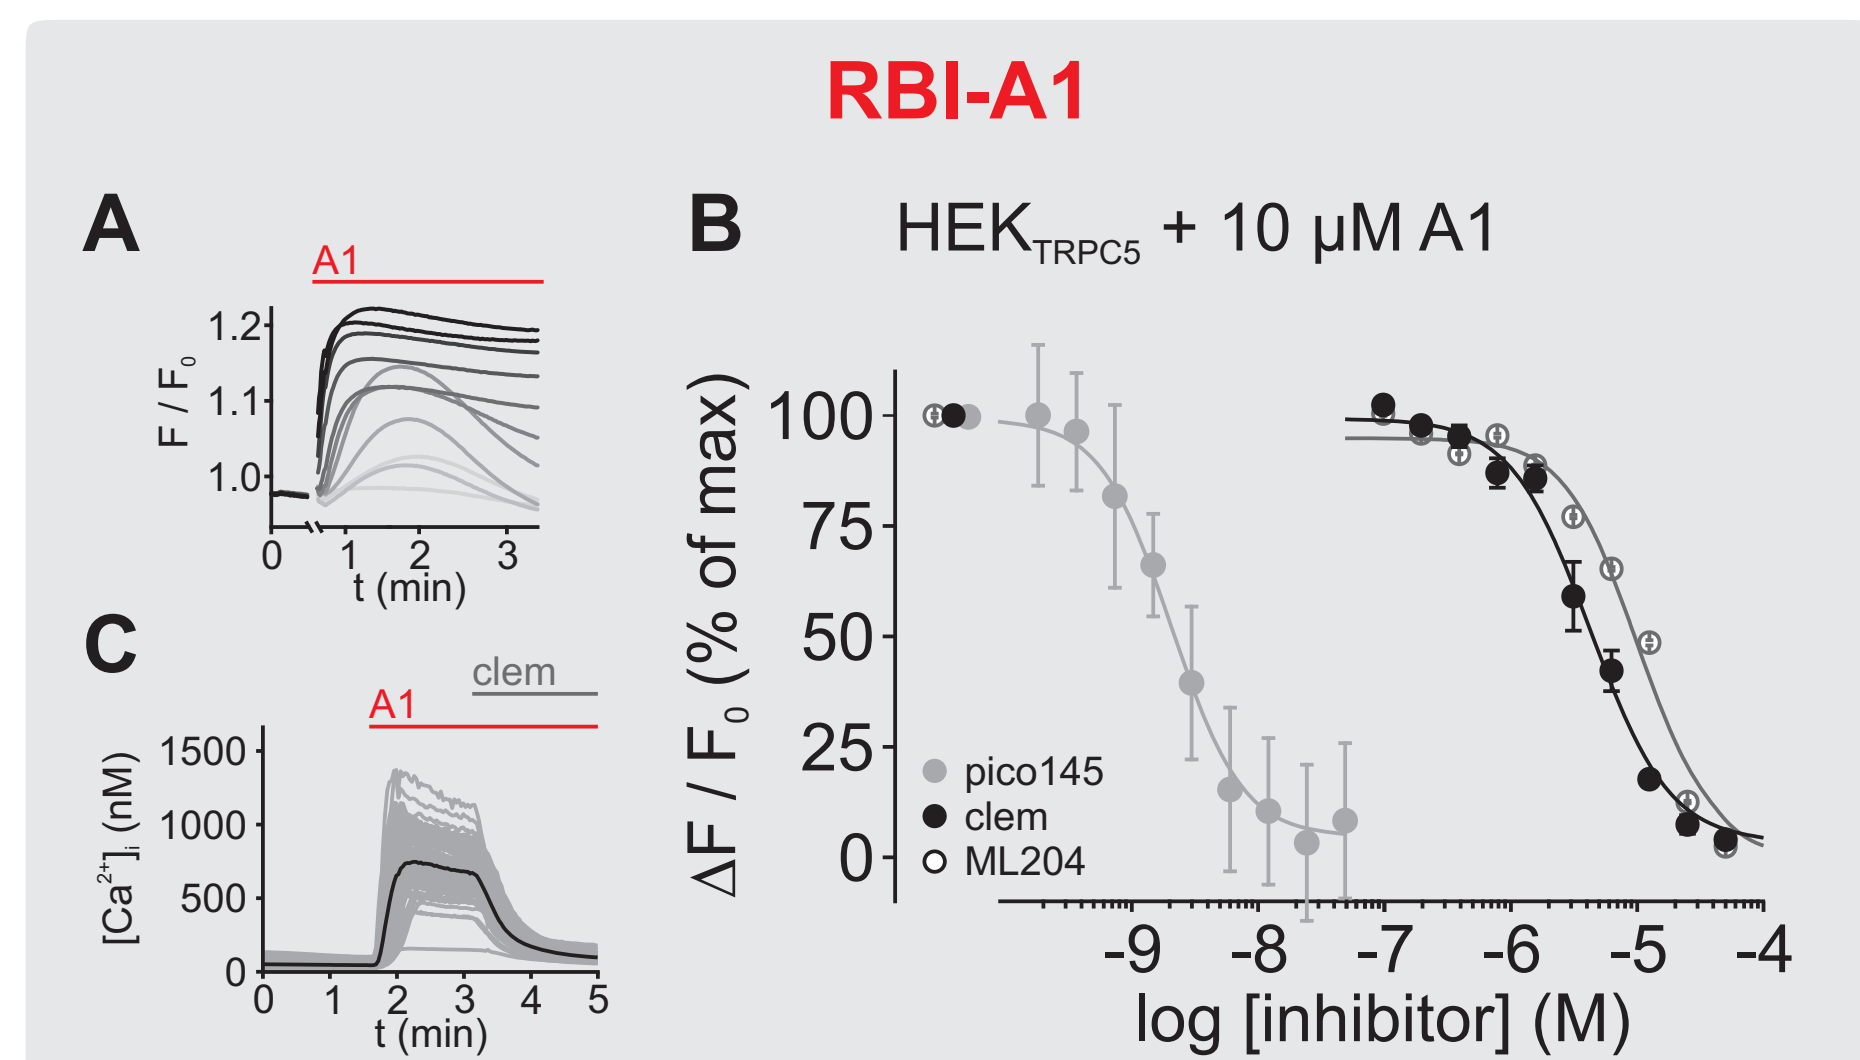 RBI-A1
A
A1
F / F0
1.2
1.1
1.0
0 1 2 3
t (min)
B
HEKTRPC5 + 10 µM A1
ΔF / F0 (% of max)
100
75
50
25
0
pico145
clem
ML204
-9 -8 -7 -6 -5 -4
log [inhibitor] (M)
C
clem
A1
[Ca2+]i (nM)
1500
1000
500
0
0 1 2 3 4 5
t (min)